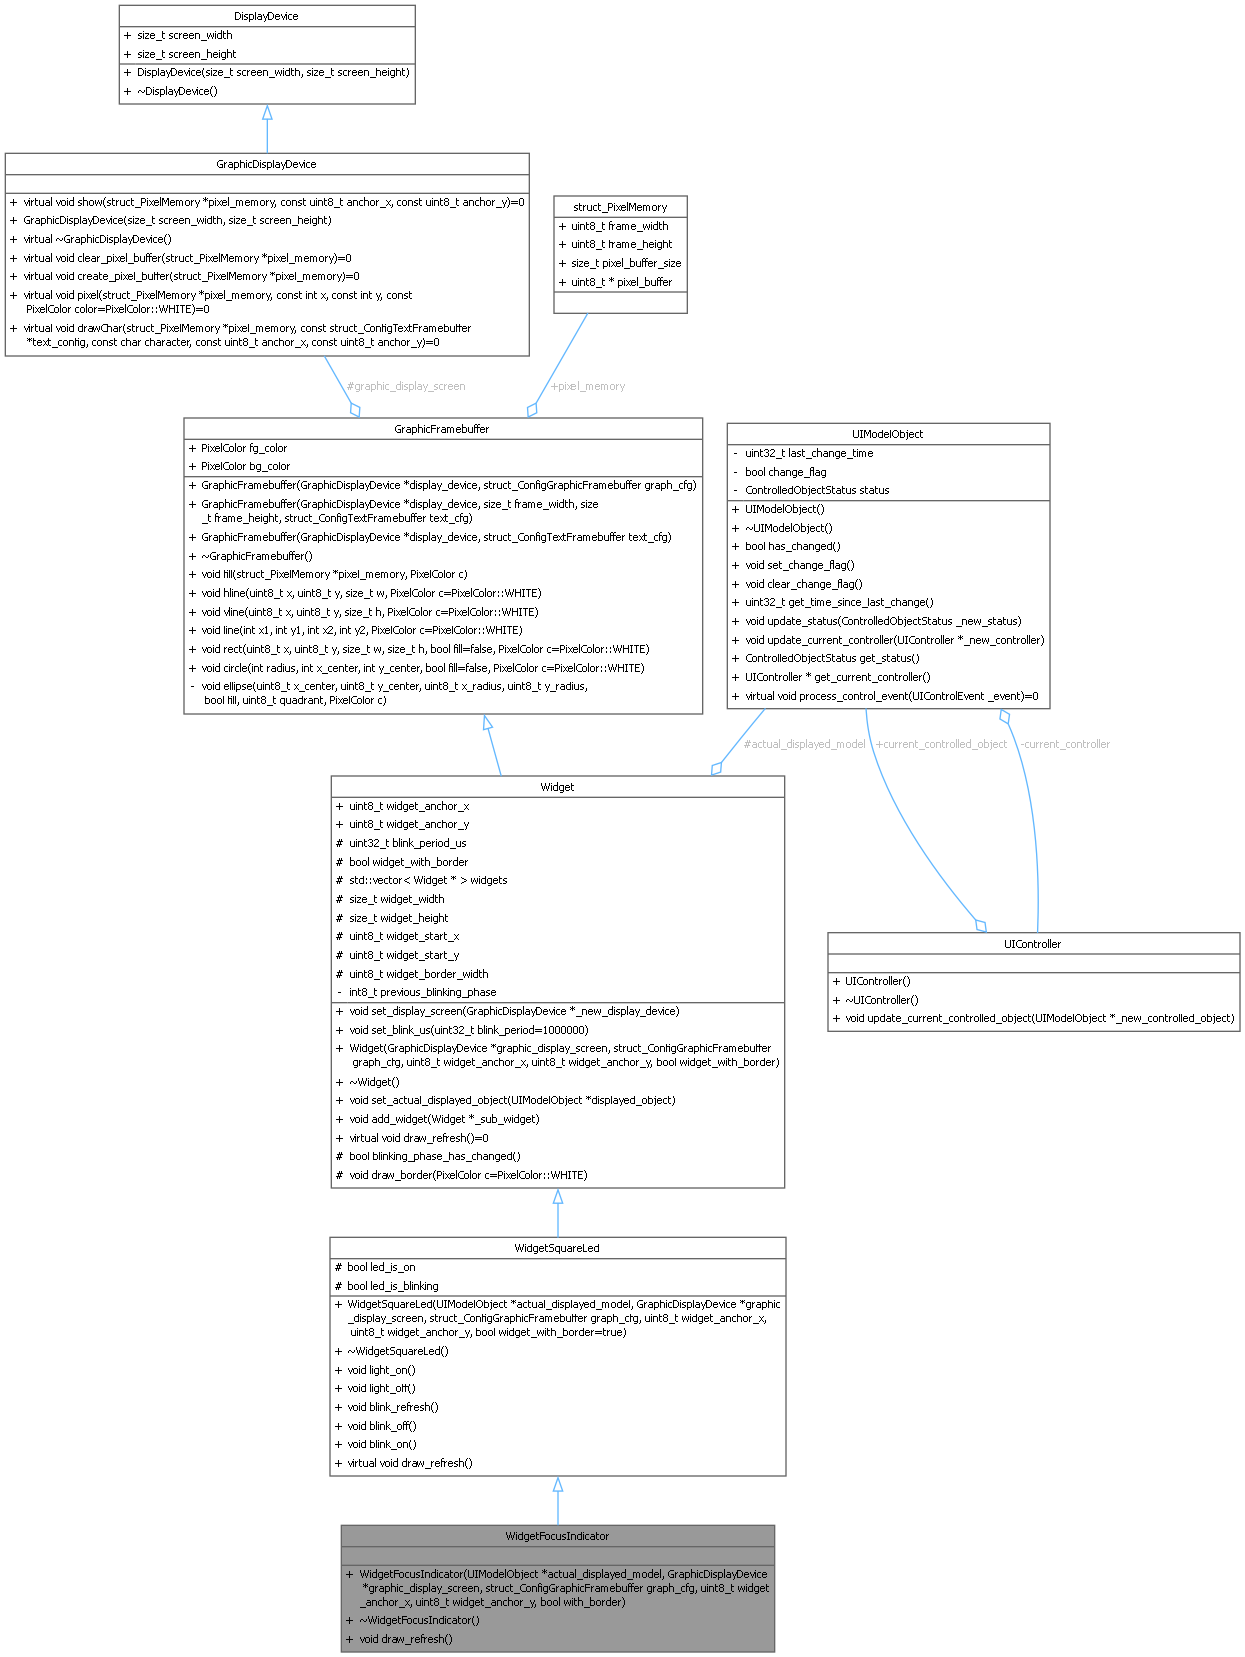 DisplayDevice
+ size_t screen_width
+ size_t screen_height
+ DisplayDevice(size_t screen_width, size_t screen_height)
+ ~DisplayDevice()
GraphicDisplayDevice
+ virtual void show(struct_PixelMemory *pixel_memory, const uint8_t anchor_x, const uint8_t anchor_y)=0
+ GraphicDisplayDevice(size_t screen_width, size_t screen_height)
+ virtual ~GraphicDisplayDevice()
+ virtual void clear_pixel_buffer(struct_PixelMemory *pixel_memory)=0
+ virtual void create_pixel_buffer(struct_PixelMemory *pixel_memory)=0
+ virtual void pixel(struct_PixelMemory *pixel_memory, const int x, const int y, const
PixelColor color=PixelColor::WHITE)=0
+ virtual void drawChar(struct_PixelMemory *pixel_memory, const struct_ConfigTextFramebuffer
*text_config, const char character, const uint8_t anchor_x, const uint8_t anchor_y)=0
struct_PixelMemory
+ uint8_t frame_width
+ uint8_t frame_height
+ size_t pixel_buffer_size
+ uint8_t * pixel_buffer
#graphic_display_screen
+pixel_memory
GraphicFramebuffer
+ PixelColor fg_color
+ PixelColor bg_color
+ GraphicFramebuffer(GraphicDisplayDevice *display_device, struct_ConfigGraphicFramebuffer graph_cfg)
+ GraphicFramebuffer(GraphicDisplayDevice *display_device, size_t frame_width, size
_t frame_height, struct_ConfigTextFramebuffer text_cfg)
+ GraphicFramebuffer(GraphicDisplayDevice *display_device, struct_ConfigTextFramebuffer text_cfg)
+ ~GraphicFramebuffer()
+ void fill(struct_PixelMemory *pixel_memory, PixelColor c)
+ void hline(uint8_t x, uint8_t y, size_t w, PixelColor c=PixelColor::WHITE)
+ void vline(uint8_t x, uint8_t y, size_t h, PixelColor c=PixelColor::WHITE)
+ void line(int x1, int y1, int x2, int y2, PixelColor c=PixelColor::WHITE)
+ void rect(uint8_t x, uint8_t y, size_t w, size_t h, bool fill=false, PixelColor c=PixelColor::WHITE)
+ void circle(int radius, int x_center, int y_center, bool fill=false, PixelColor c=PixelColor::WHITE)
- void ellipse(uint8_t x_center, uint8_t y_center, uint8_t x_radius, uint8_t y_radius,
bool fill, uint8_t quadrant, PixelColor c)
UIModelObject
- uint32_t last_change_time
- bool change_flag
- ControlledObjectStatus status
+ UIModelObject()
+ ~UIModelObject()
+ bool has_changed()
+ void set_change_flag()
+ void clear_change_flag()
+ uint32_t get_time_since_last_change()
+ void update_status(ControlledObjectStatus _new_status)
+ void update_current_controller(UIController *_new_controller)
+ ControlledObjectStatus get_status()
+ UIController * get_current_controller()
+ virtual void process_control_event(UIControlEvent _event)=0
#actual_displayed_model
+current_controlled_object
-current_controller
Widget
+ uint8_t widget_anchor_x
+ uint8_t widget_anchor_y
# uint32_t blink_period_us
# bool widget_with_border
# std::vector< Widget * > widgets
# size_t widget_width
# size_t widget_height
# uint8_t widget_start_x
# uint8_t widget_start_y
# uint8_t widget_border_width
- int8_t previous_blinking_phase
+ void set_display_screen(GraphicDisplayDevice *_new_display_device)
+ void set_blink_us(uint32_t blink_period=1000000)
+ Widget(GraphicDisplayDevice *graphic_display_screen, struct_ConfigGraphicFramebuffer
graph_cfg, uint8_t widget_anchor_x, uint8_t widget_anchor_y, bool widget_with_border)
+ ~Widget()
+ void set_actual_displayed_object(UIModelObject *displayed_object)
+ void add_widget(Widget *_sub_widget)
+ virtual void draw_refresh()=0
# bool blinking_phase_has_changed()
# void draw_border(PixelColor c=PixelColor::WHITE)
UIController
+ UIController()
+ ~UIController()
+ void update_current_controlled_object(UIModelObject *_new_controlled_object)
WidgetSquareLed
# bool led_is_on
# bool led_is_blinking
+ WidgetSquareLed(UIModelObject *actual_displayed_model, GraphicDisplayDevice *graphic
_display_screen, struct_ConfigGraphicFramebuffer graph_cfg, uint8_t widget_anchor_x,
uint8_t widget_anchor_y, bool widget_with_border=true)
+ ~WidgetSquareLed()
+ void light_on()
+ void light_off()
+ void blink_refresh()
+ void blink_off()
+ void blink_on()
+ virtual void draw_refresh()
WidgetFocusIndicator
+ WidgetFocusIndicator(UIModelObject *actual_displayed_model, GraphicDisplayDevice
*graphic_display_screen, struct_ConfigGraphicFramebuffer graph_cfg, uint8_t widget
_anchor_x, uint8_t widget_anchor_y, bool with_border)
+ ~WidgetFocusIndicator()
+ void draw_refresh()